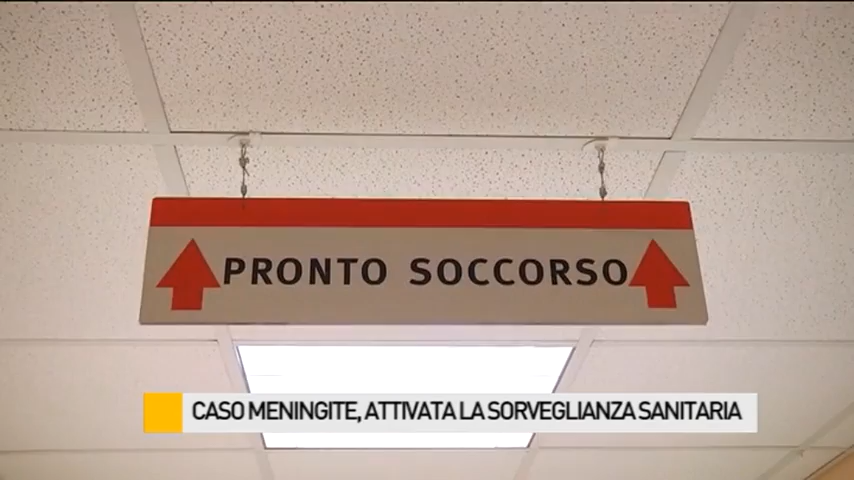 PRONTO SOCCORSO
CASO MENINGITE, ATTIVATA LA SORVEGLIANZA SANITARIA